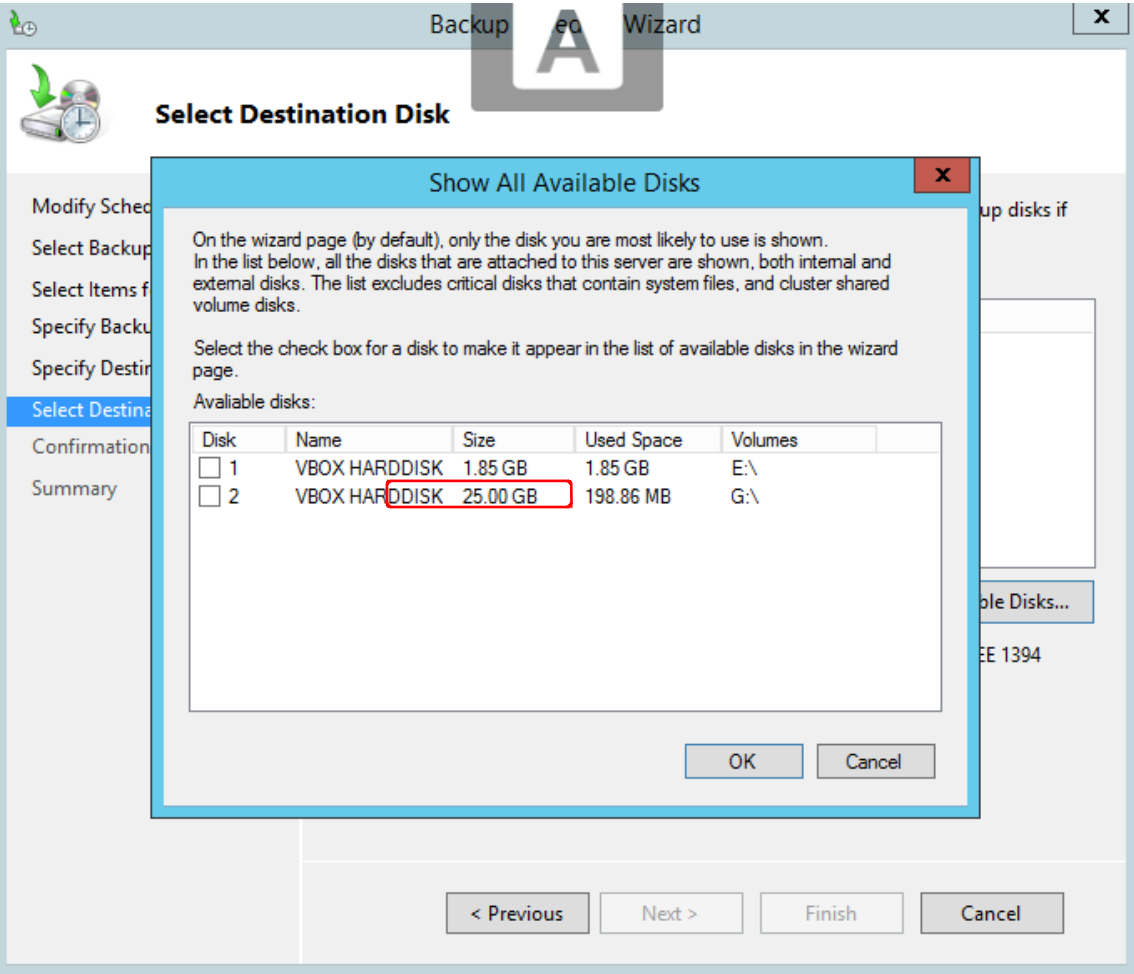 Backup ed Wizard
X
A
Select Destination Disk
Show All Available Disks
x
Modify Sched
Select Backup
Select Items f
Specify Backu
Specify Destin
Select Destina
Confirmation
Summary
up disks if
On the wizard page (by default), only the disk you are most likely to use is shown.
In the list below, all the disks that are attached to this server are shown, both internal and
external disks. The list excludes critical disks that contain system files, and cluster shared
volume disks.
Select the check box for a disk to make it appear in the list of available disks in the wizard
page.
Avaliable disks:
Disk Name Size Used Space Volumes
1 VBOX HARDDISK 1.85 GB 1.85 GB E:\
2 VBOX HARDDISK 25.00 GB 198.86 MB G:\
ble Disks...
EE 1394
OK Cancel
< Previous Next > Finish Cancel